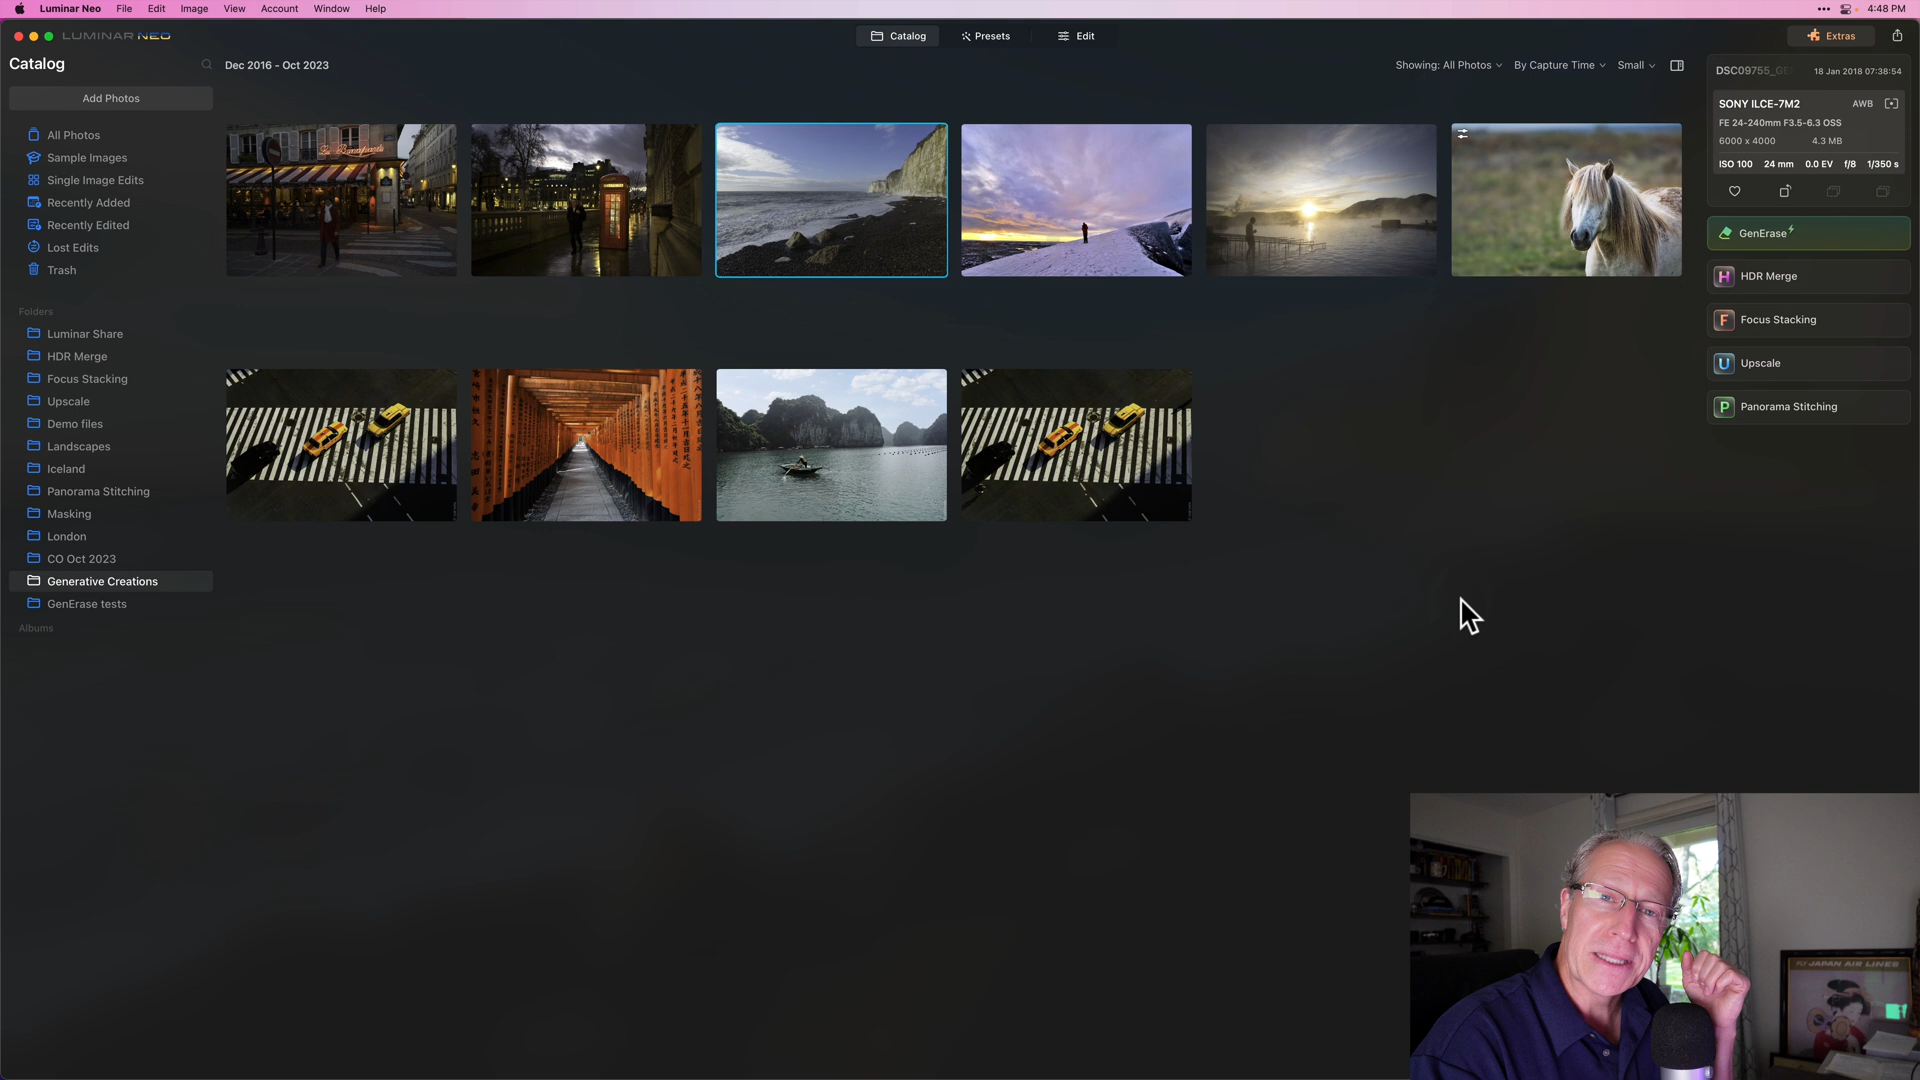 Luminar Neo File Edit Image View Account Window Help 4:48 PM
LUMINAR NEO Catalog Presets Edit Extras
Catalog Dec 2016 - Oct 2023 Showing: All Photos By Capture Time Small
Add Photos
All Photos
Sample Images
Single Image Edits
Recently Added
Recently Edited
Lost Edits
Trash
Folders
Luminar Share
HDR Merge
Focus Stacking
Upscale
Demo files
Landscapes
Iceland
Panorama Stitching
Masking
London
CO Oct 2023
Generative Creations
GenErase tests
Albums
DSC09755_GE 18 Jan 2018 07:38:54
SONY ILCE-7M2 AWB
FE 24-240mm F3.5-6.3 OSS
6000 x 4000 4.3 MB
ISO 100 24 mm 0.0 EV f/8 1/350 s
GenErase
H HDR Merge
F Focus Stacking
U Upscale
P Panorama Stitching
JAPAN AIR LINES